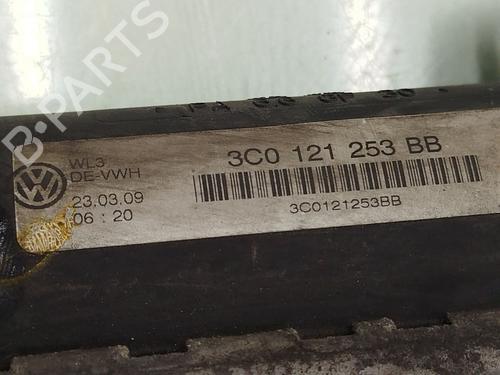 B-PARTS
WL3
DE-VWH
23.03.09
06 : 20
3C0 121 253 BB
3C0121253BB